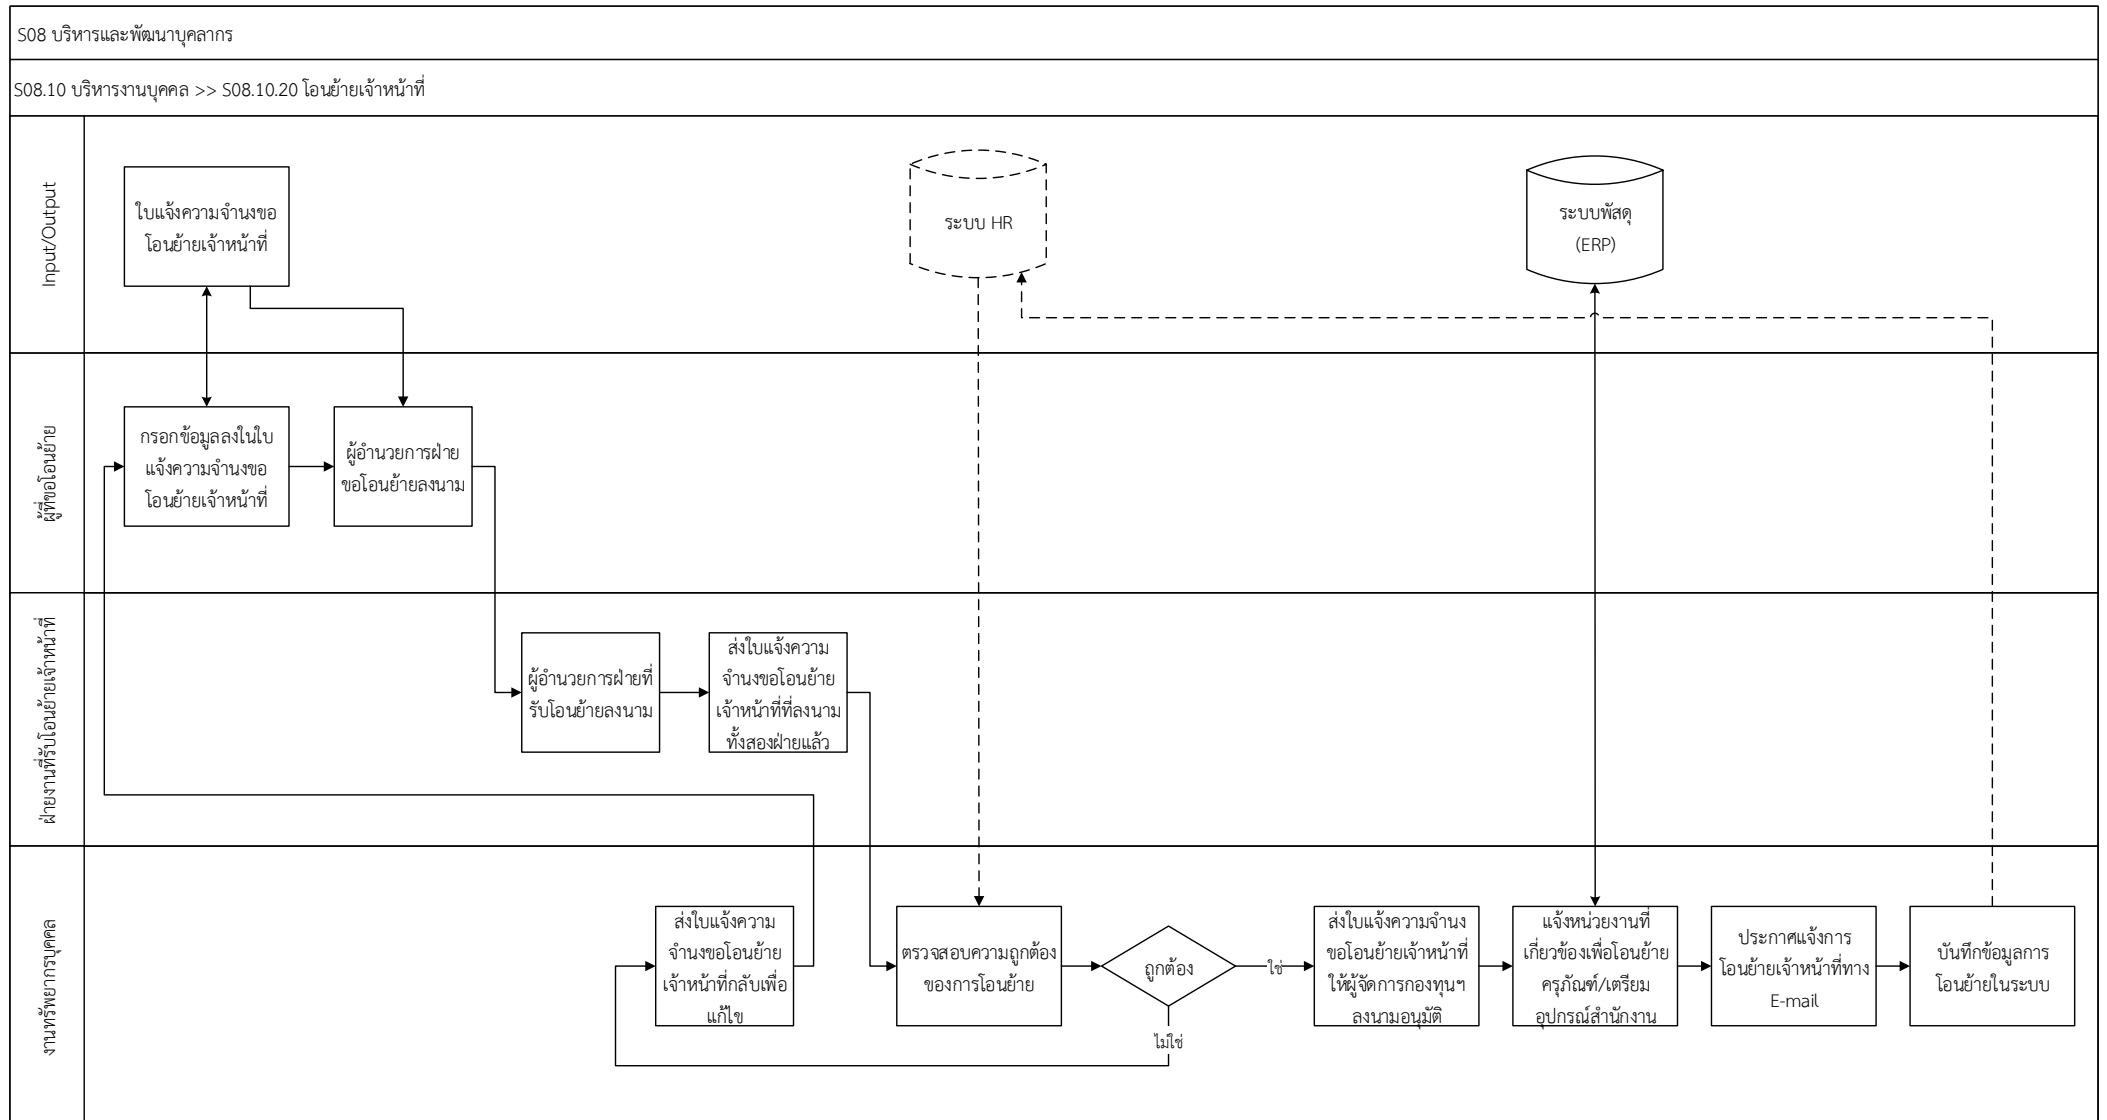 S08 บริหารและพัฒนาบุคลากร
S08.10 บริหารงานบุคคล >> S08.10.20 โอนย้ายเจ้าหน้าที่
Input/Output
ใบแจ้งความจำนงขอ
โอนย้ายเจ้าหน้าที่
ระบบ HR
ระบบพัสดุ
(ERP)
ผู้ที่ขอโอนย้าย
กรอกข้อมูลลงในใบ
แจ้งความจำนงขอ
โอนย้ายเจ้าหน้าที่
ผู้อำนวยการฝ่าย
ขอโอนย้ายลงนาม
ฝ่ายงานที่รับโอนย้ายเจ้าหน้าที่
ผู้อำนวยการฝ่ายที่
รับโอนย้ายลงนาม
ส่งใบแจ้งความ
จำนงขอโอนย้าย
เจ้าหน้าที่ที่ลงนาม
ทั้งสองฝ่ายแล้ว
งานทรัพยากรบุคคล
ส่งใบแจ้งความ
จำนงขอโอนย้าย
เจ้าหน้าที่กลับเพื่อ
แก้ไข
ตรวจสอบความถูกต้อง
ของการโอนย้าย
ถูกต้อง
ใช่
ไม่ใช่
ส่งใบแจ้งความจำนง
ขอโอนย้ายเจ้าหน้าที่
ให้ผู้จัดการกองทุนฯ
ลงนามอนุมัติ
แจ้งหน่วยงานที่
เกี่ยวข้องเพื่อโอนย้าย
ครุภัณฑ์/เตรียม
อุปกรณ์สำนักงาน
ประกาศแจ้งการ
โอนย้ายเจ้าหน้าที่ทาง
E-mail
บันทึกข้อมูลการ
โอนย้ายในระบบ